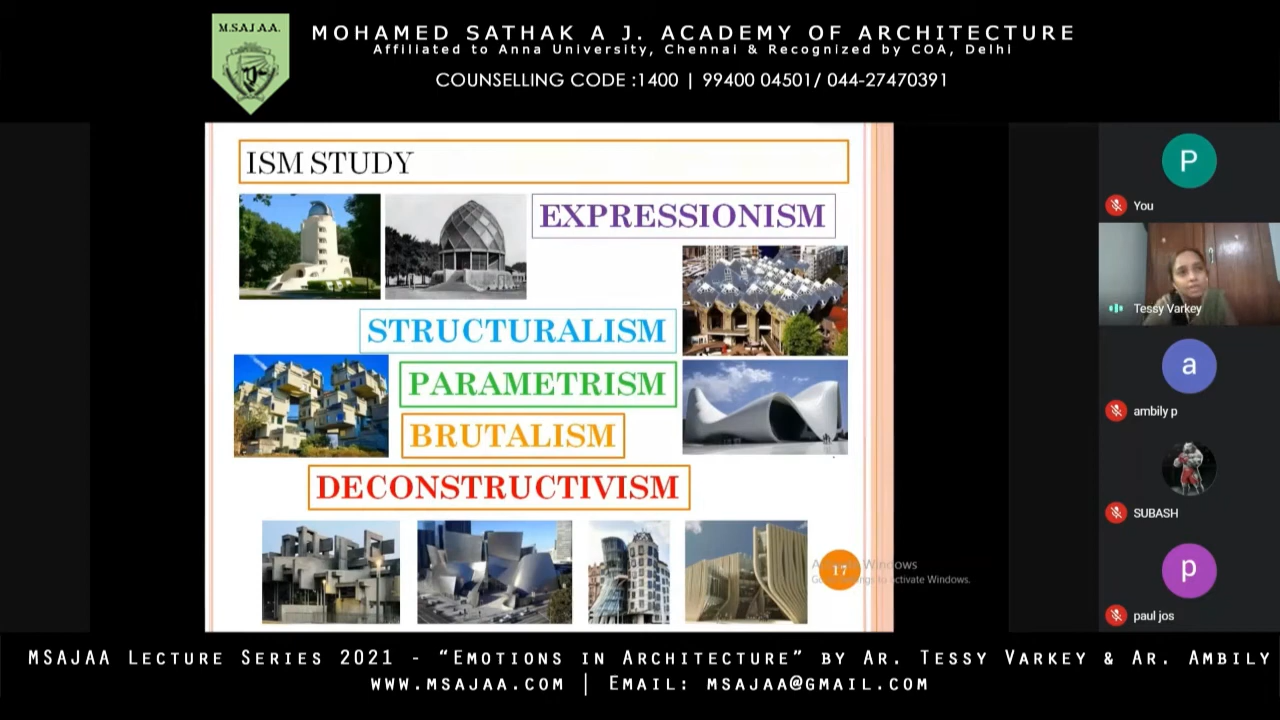 M.SAJ A.A.
MOHAMED SATHAK A J. ACADEMY OF ARCHITECTURE
Affiliated to Anna University, Chennai & Recognized by COA, Delhi
COUNSELLING CODE :1400 | 99400 04501/ 044-27470391
ISM STUDY
EXPRESSIONISM
STRUCTURALISM
PARAMETRISM
BRUTALISM
DECONSTRUCTIVISM
17
Windows
activate Windows.
P
You
Tessy Varkey
a
ambily p
SUBASH
p
paul jos
MSAJAA Lecture Series 2021 - “Emotions in Architecture” by Ar. Tessy Varkey & Ar. Ambily
www.msajaa.com | Email: msajaa@gmail.com